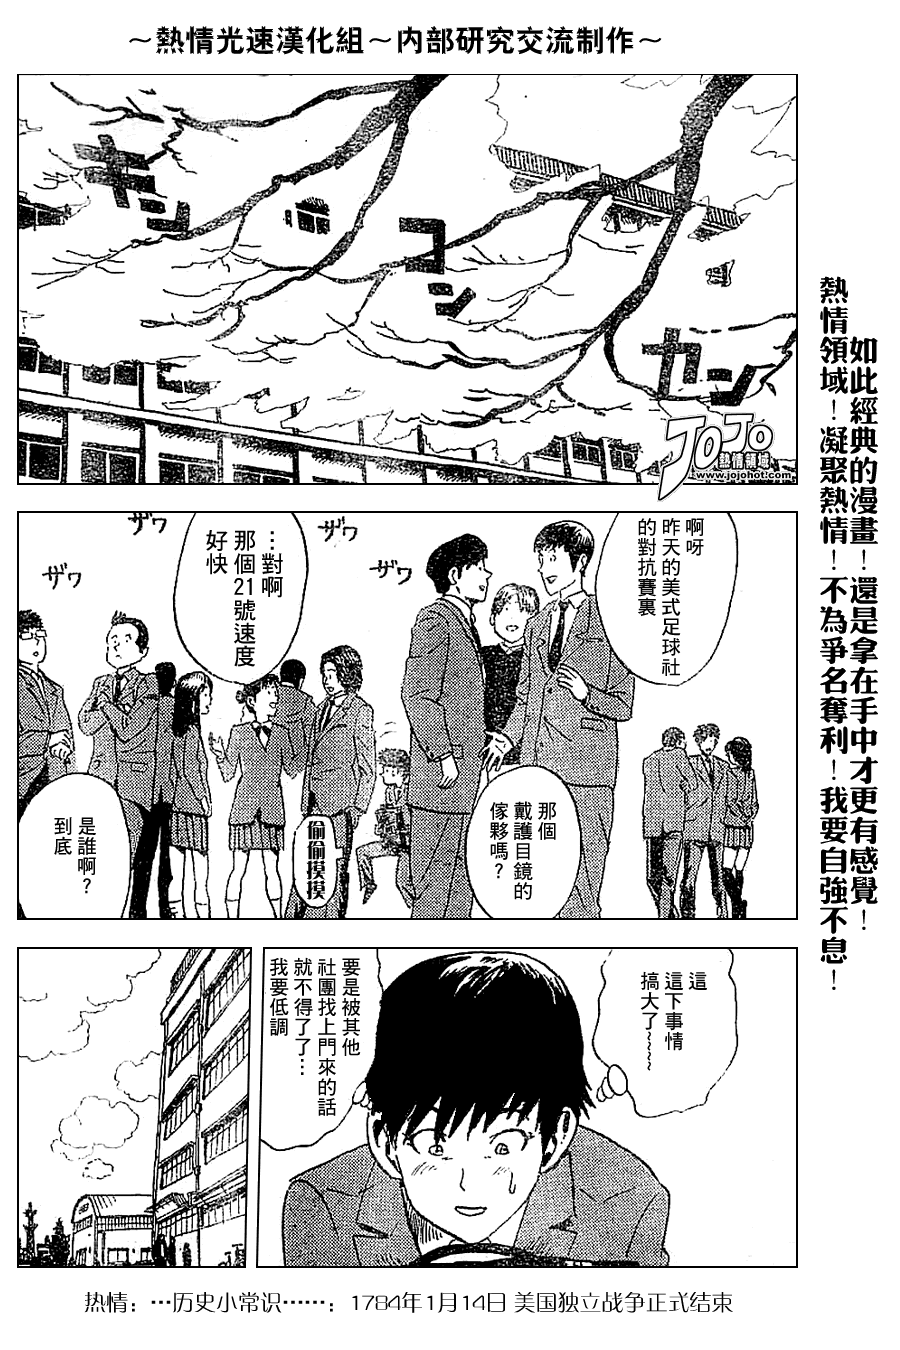 ～熱情光速漢化組～内部研究交流制作～
キーン
コーン
カーン
JOJO
熱情領域
www.jojohot.com
如此經典的漫畫！還是拿在手中才更有感覺！
熱情領域！凝聚熱情！不為爭名奪利！我要自強不息！
啊呀
昨天的美式足球社
的對抗賽裏
ザワ
ザワ
ザワ
ザワ
那個
戴護目鏡的
傢夥嗎？
…對啊
那個21號速度
好快
偷偷摸摸
是誰啊？
到底
這
這下事情
搞大了~~~~
要是被其他
社團找上門來的話
就不得了了…
我要低調
热情：…历史小常识……：1784年1月14日 美国独立战争正式结束